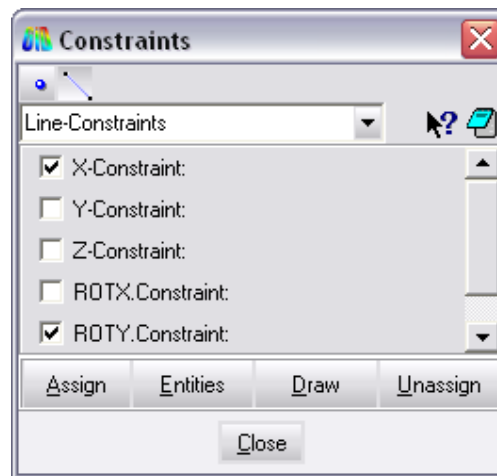 Constraints
Line-Constraints
X-Constraint:
Y-Constraint:
Z-Constraint:
ROTX.Constraint:
ROTY.Constraint:
Assign Entities Draw Unassign
Close